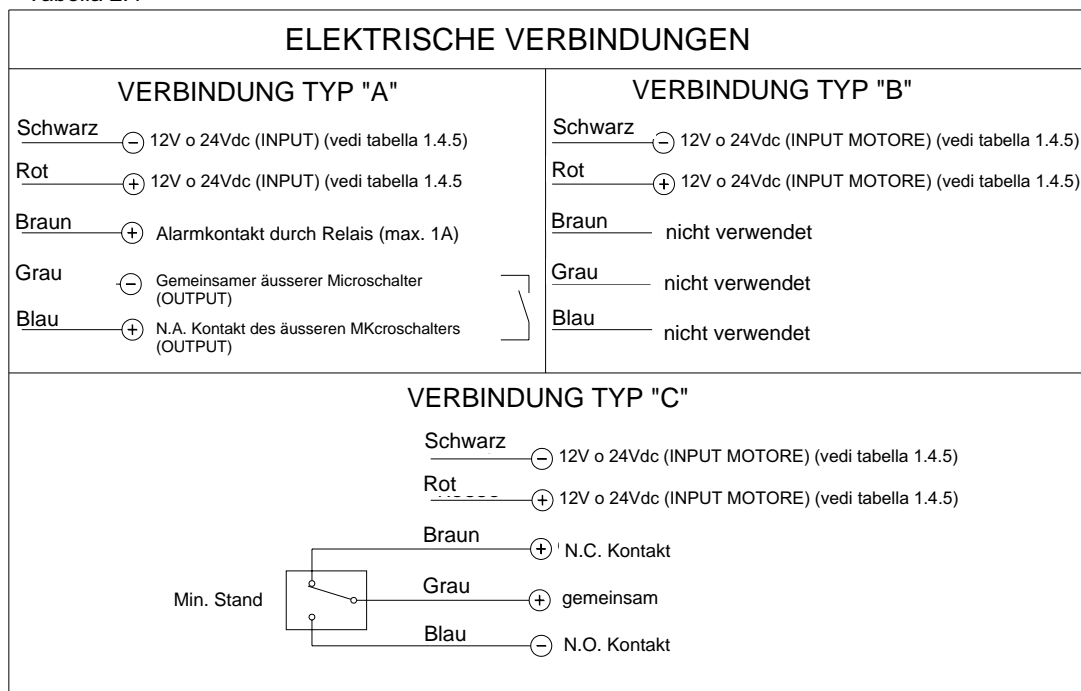 ELEKTRISCHE VERBINDUNGEN
VERBINDUNG TYP "A"
Schwarz
- 12V o 24Vdc (INPUT) (vedi tabella 1.4.5)
Rot
+ 12V o 24Vdc (INPUT) (vedi tabella 1.4.5
Braun
+ Alarmkontakt durch Relais (max. 1A)
Grau
- Gemeinsamer äusserer Microschalter
(OUTPUT)
Blau
+ N.A. Kontakt des äusseren MKcroschalters
(OUTPUT)
VERBINDUNG TYP "B"
Schwarz
- 12V o 24Vdc (INPUT MOTORE) (vedi tabella 1.4.5)
Rot
+ 12V o 24Vdc (INPUT MOTORE) (vedi tabella 1.4.5)
Braun
nicht verwendet
Grau
nicht verwendet
Blau
nicht verwendet
VERBINDUNG TYP "C"
Schwarz
- 12V o 24Vdc (INPUT MOTORE) (vedi tabella 1.4.5)
Rot
+ 12V o 24Vdc (INPUT MOTORE) (vedi tabella 1.4.5)
Braun
+ N.C. Kontakt
Min. Stand
Grau
+ gemeinsam
Blau
- N.O. Kontakt